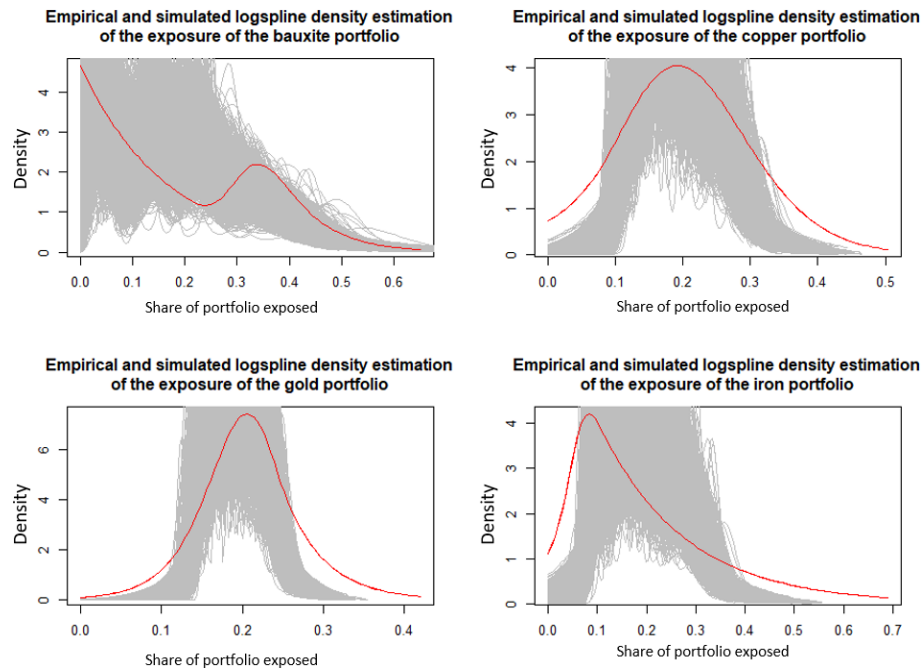 Empirical and simulated logspline density estimation
of the exposure of the bauxite portfolio
Density
4
3
2
1
0
0.0 0.1 0.2 0.3 0.4 0.5 0.6
Share of portfolio exposed
Empirical and simulated logspline density estimation
of the exposure of the copper portfolio
Density
4
3
2
1
0
0.0 0.1 0.2 0.3 0.4 0.5
Share of portfolio exposed
Empirical and simulated logspline density estimation
of the exposure of the gold portfolio
Density
6
4
2
0
0.0 0.1 0.2 0.3 0.4
Share of portfolio exposed
Empirical and simulated logspline density estimation
of the exposure of the iron portfolio
Density
4
3
2
1
0
0.0 0.1 0.2 0.3 0.4 0.5 0.6 0.7
Share of portfolio exposed